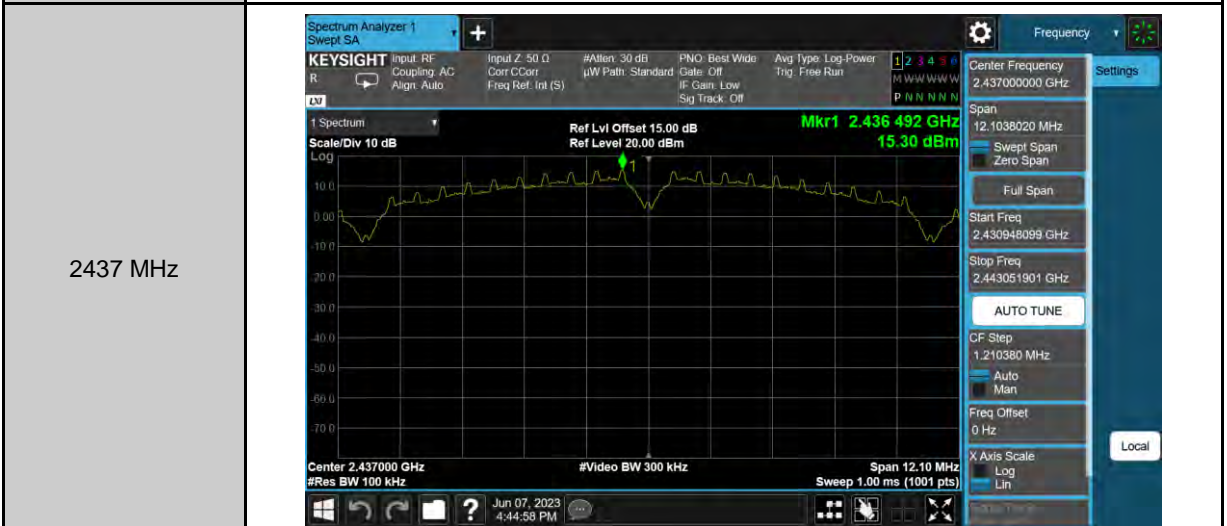 2437 MHz
Spectrum Analyzer 1
Swept SA
+
Frequency
KEYSIGHT
R
LXI
Input: RF
Coupling: AC
Align: Auto
Input Z: 50 Ω
Corr CCorr
Freq Ref: Int (S)
#Atten: 30 dB
µW Path: Standard
PNO: Best Wide
Gate: Off
IF Gain: Low
Sig Track: Off
Avg Type: Log-Power
Trig: Free Run
1 2 3 4 5 6
M W W W W W
P N N N N N
1 Spectrum
Scale/Div 10 dB
Log
Ref Lvl Offset 15.00 dB
Ref Level 20.00 dBm
Mkr1 2.436 492 GHz
15.30 dBm
1
10.0
0.00
-10.0
-20.0
-30.0
-40.0
-50.0
-60.0
-70.0
Center 2.437000 GHz
#Res BW 100 kHz
#Video BW 300 kHz
Span 12.10 MHz
Sweep 1.00 ms (1001 pts)
Center Frequency
2.437000000 GHz
Settings
Span
12.1038020 MHz
Swept Span
Zero Span
Full Span
Start Freq
2.430948099 GHz
Stop Freq
2.443051901 GHz
AUTO TUNE
CF Step
1.210380 MHz
Auto
Man
Freq Offset
0 Hz
X Axis Scale
Log
Lin
Local
?
Jun 07, 2023
4:44:58 PM